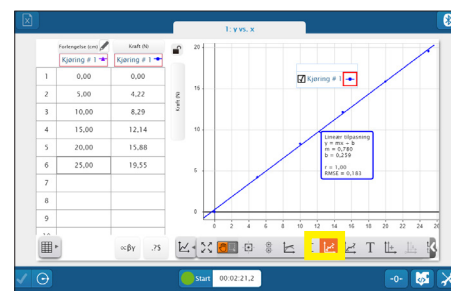 1: y vs. x
Forlengelse (cm) Kraft (N)
Kjøring # 1 Kjøring # 1
1 0,00 0,00
2 5,00 4,22
3 10,00 8,29
4 15,00 12,14
5 20,00 15,88
6 25,00 19,55
7
8
9
Kraft (N)
20
15
10
5
0
0 2 4 6 8 10 12 14 16 18 20 22 24 26
Kjøring # 1
Lineær tilpasning
y = mx + b
m = 0,780
b = 0,259
r = 1,00
RMSE = 0,183
∝βγ .75
T
Start 00:02:21,2
-0-